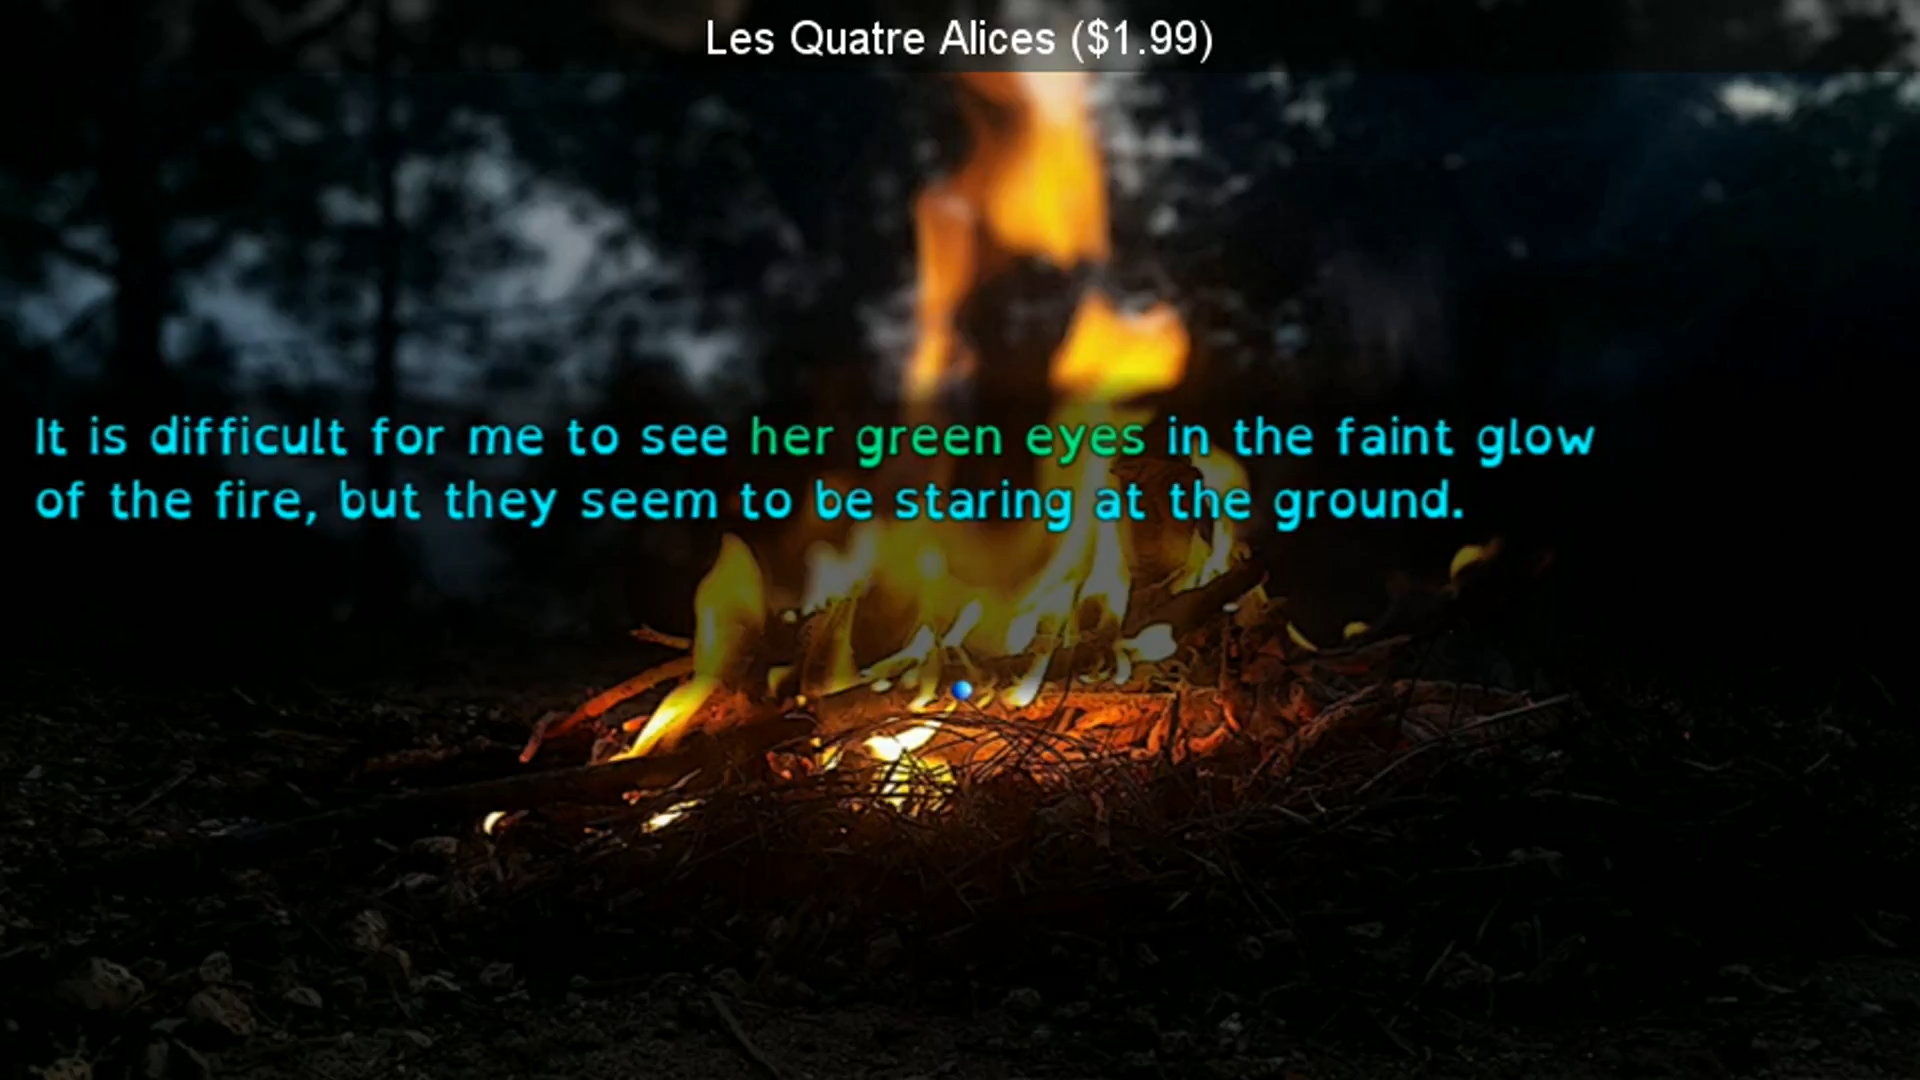 Les Quatre Alices ($1.99)
It is difficult for me to see her green eyes in the faint glow
of the fire, but they seem to be staring at the ground.